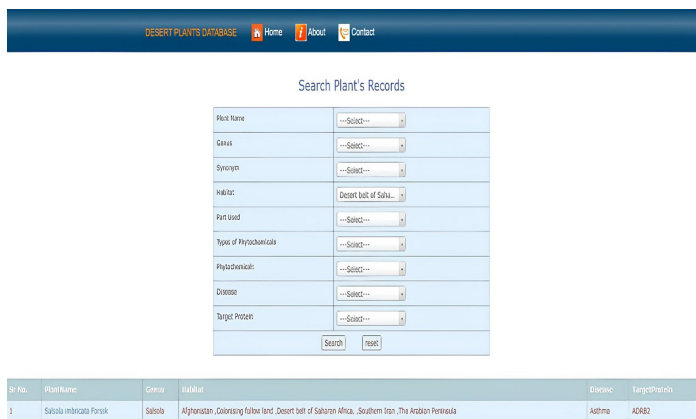 DESERT PLANTS DATABASE Home About Contact
Search Plant's Records
Plant Name ---Select---
Genus ---Select---
Synonym ---Select---
Habitat Desert belt of Saha...
Part Used ---Select---
Types of Phytochemicals ---Select---
Phytochemicals ---Select---
Disease ---Select---
Target Protein ---Select---
Search reset
Sr No. PlantName Genus Habitat Disease TargetProtein
1 Salsola imbricata Forssk Salsola Afghanistan ,Colonising fallow land ,Desert belt of Saharan Africa, ,Southern Iran ,The Arabian Peninsula Asthma ADRB2